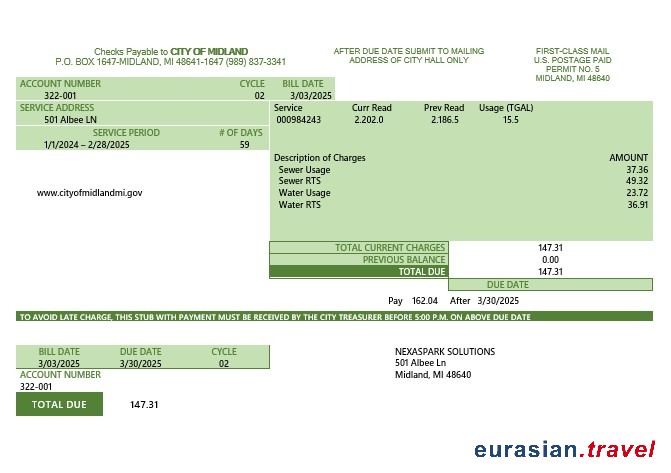 Checks Payable to CITY OF MIDLAND
P.O. BOX 1647-MIDLAND, MI 48641-1647 (989) 837-3341
AFTER DUE DATE SUBMIT TO MAILING
ADDRESS OF CITY HALL ONLY
FIRST-CLASS MAIL
U.S. POSTAGE PAID
PERMIT NO. 5
MIDLAND, MI 48640
ACCOUNT NUMBER CYCLE BILL DATE
322-001 02 3/03/2025
SERVICE ADDRESS
501 Albee LN
SERVICE PERIOD # OF DAYS
1/1/2024 – 2/28/2025 59
www.cityofmidlandmi.gov
Service Curr Read Prev Read Usage (TGAL)
000984243 2.202.0 2.186.5 15.5
Description of Charges AMOUNT
Sewer Usage 37.36
Sewer RTS 49.32
Water Usage 23.72
Water RTS 36.91
TOTAL CURRENT CHARGES 147.31
PREVIOUS BALANCE 0.00
TOTAL DUE 147.31
DUE DATE
Pay 162.04 After 3/30/2025
TO AVOID LATE CHARGE, THIS STUB WITH PAYMENT MUST BE RECEIVED BY THE CITY TREASURER BEFORE 5:00 P.M. ON ABOVE DUE DATE
BILL DATE DUE DATE CYCLE
3/03/2025 3/30/2025 02
ACCOUNT NUMBER
322-001
TOTAL DUE 147.31
NEXASPARK SOLUTIONS
501 Albee Ln
Midland, MI 48640
eurasian.travel